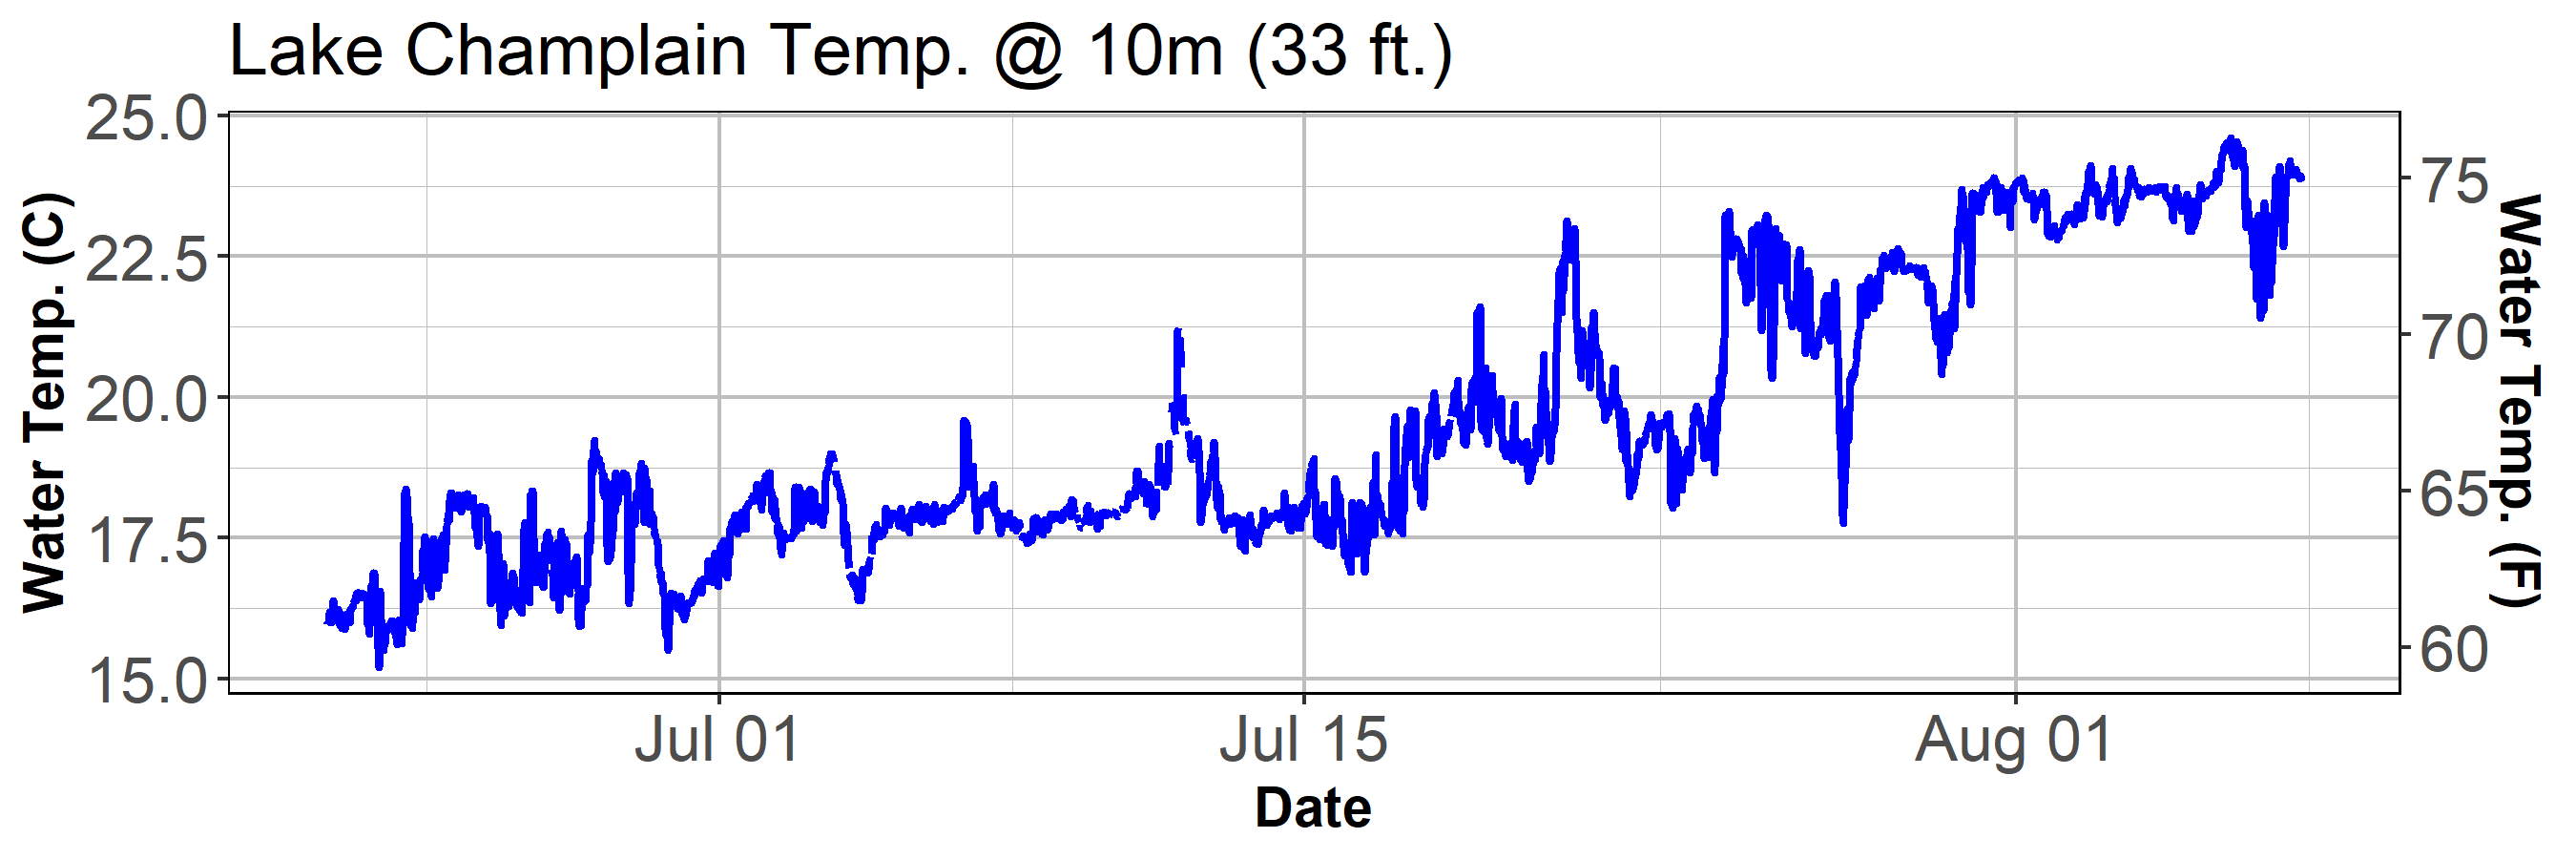 Lake Champlain Temp. @ 10m (33 ft.)
Water Temp. (C)
25.0
22.5
20.0
17.5
15.0
75
70
65
60
Water Temp. (F)
Jul 01 Jul 15 Aug 01
Date